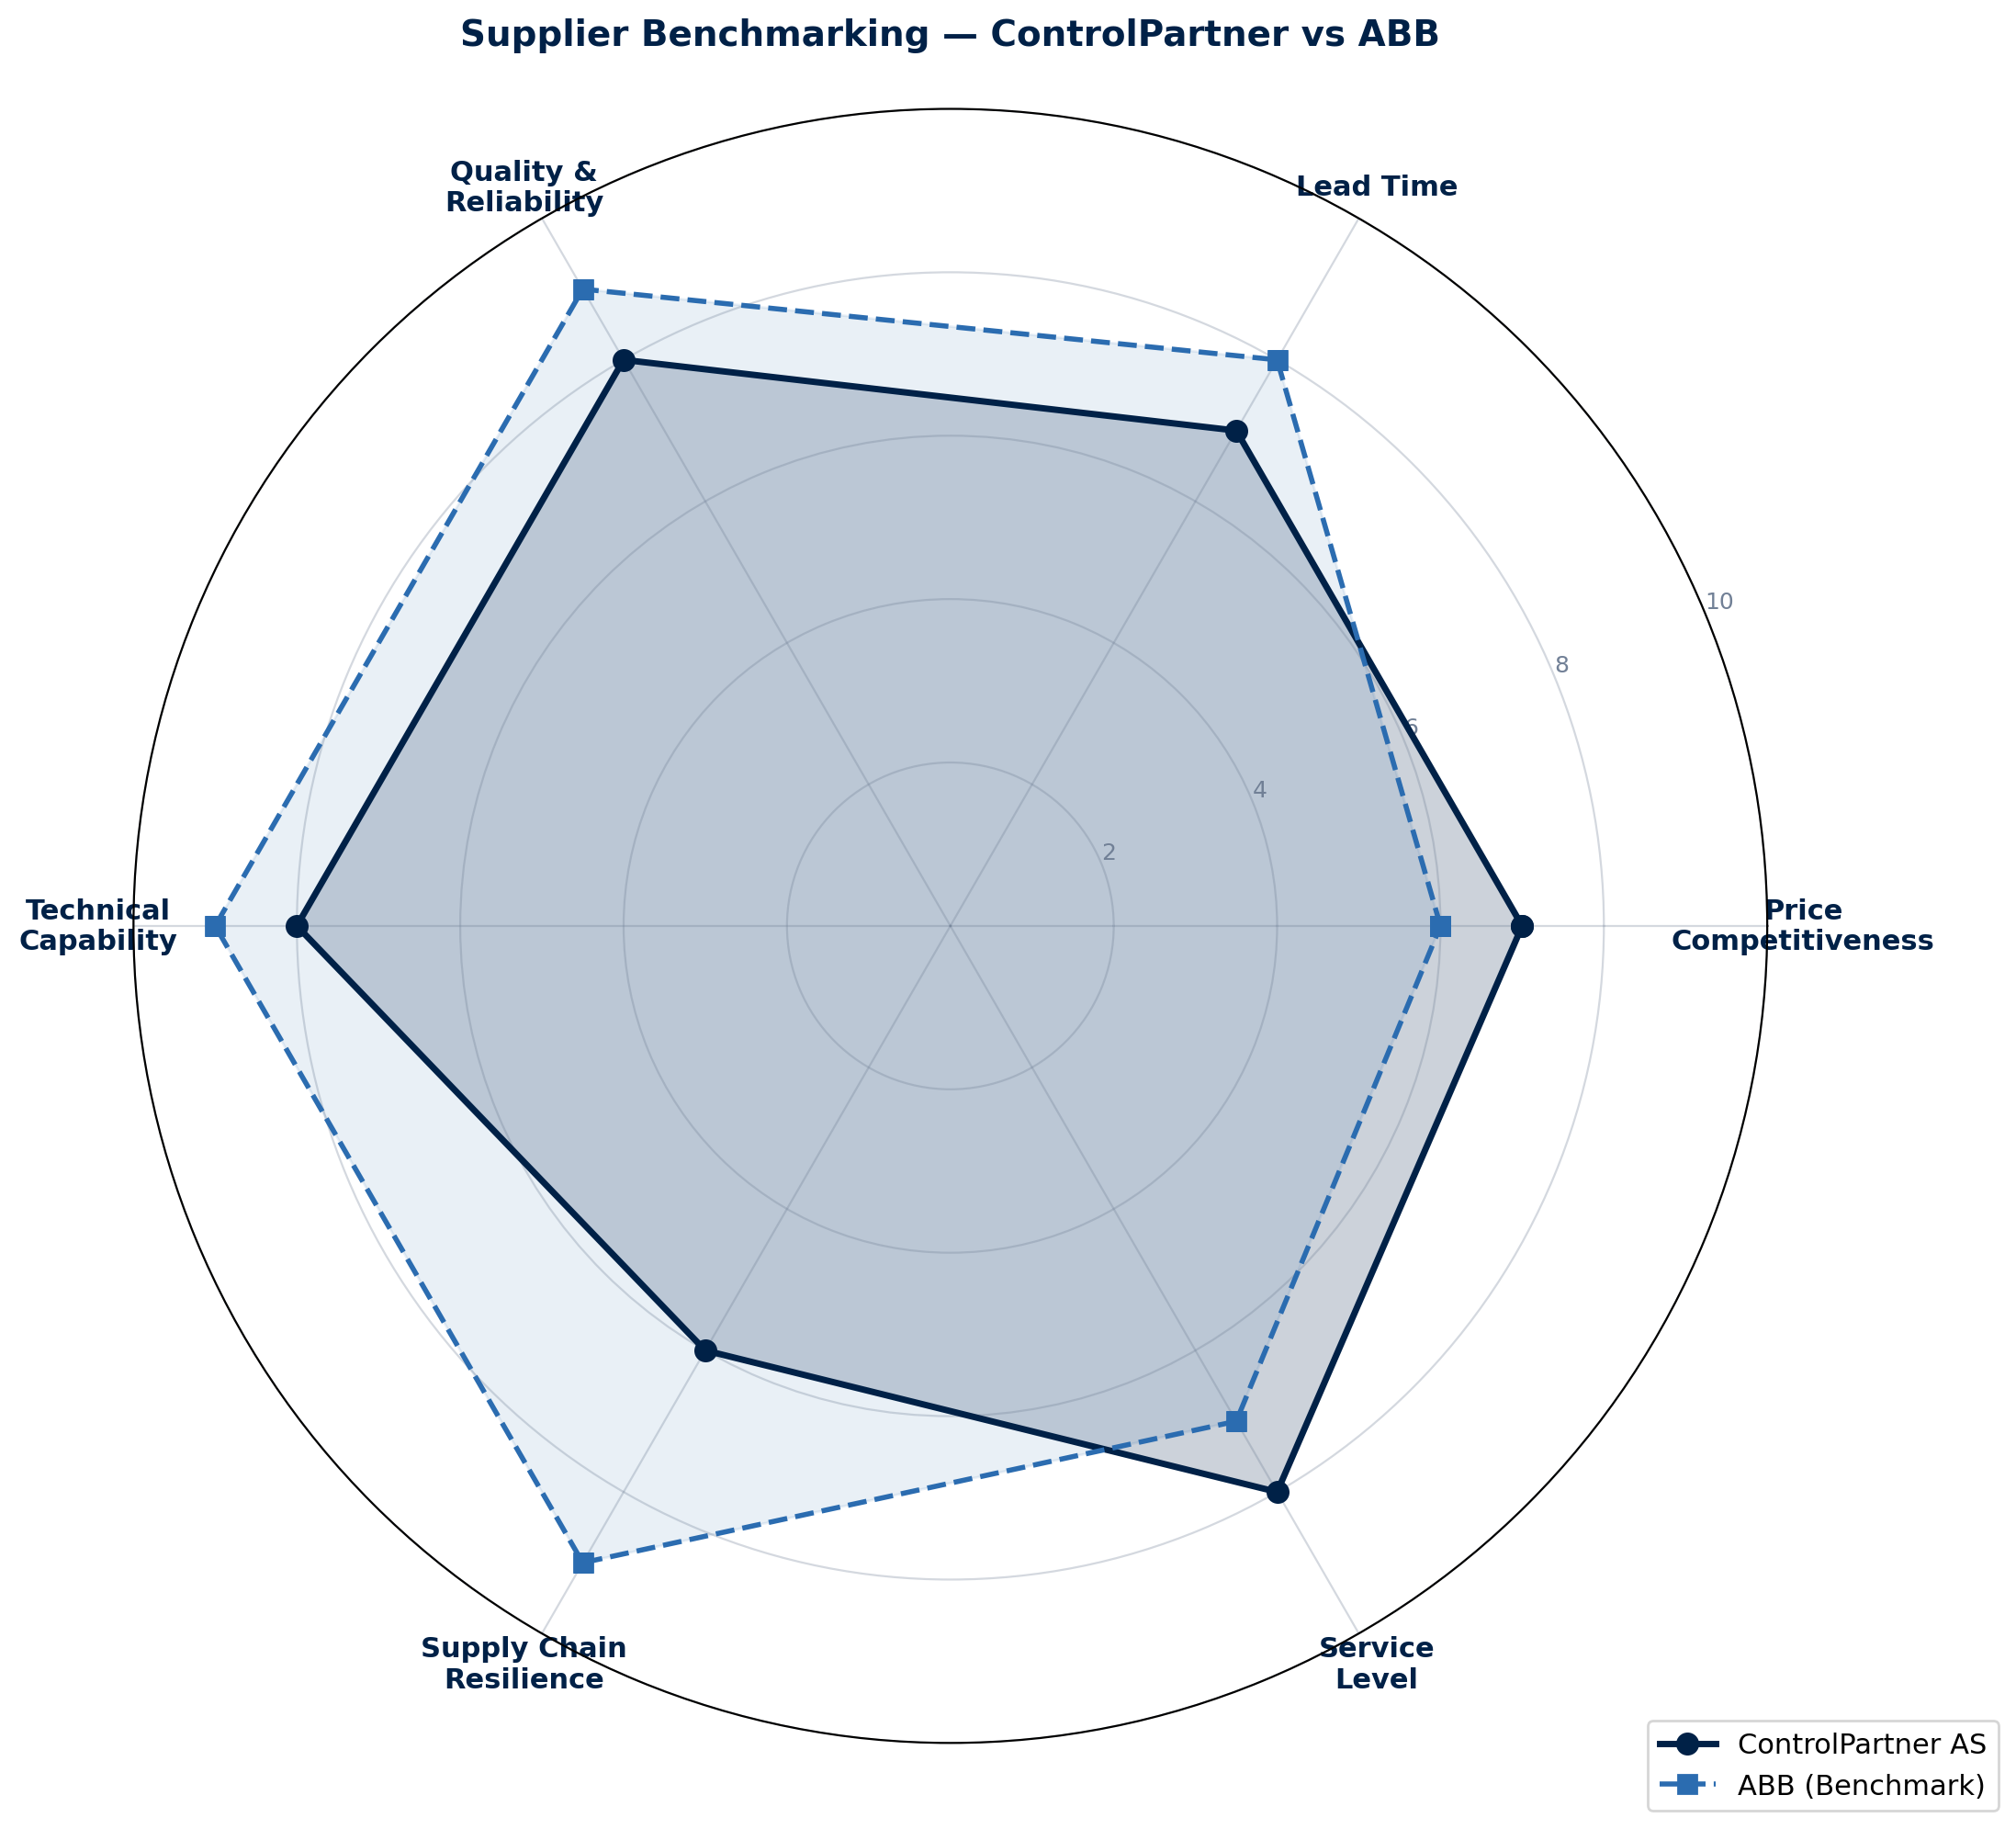 Supplier Benchmarking — ControlPartner vs ABB
Quality &
Reliability
Lead Time
10
8
6
4
2
Technical
Capability
Price
Competitiveness
Supply Chain
Resilience
Service
Level
ControlPartner AS
ABB (Benchmark)